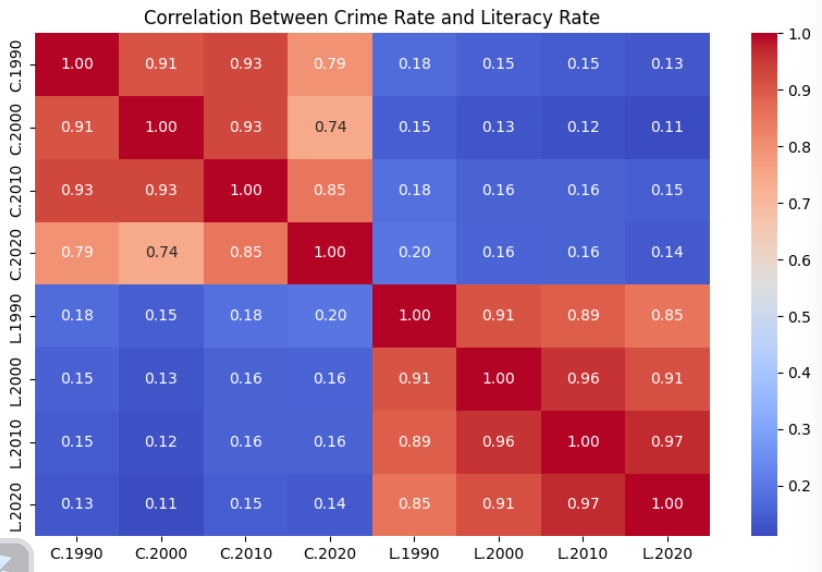 Correlation Between Crime Rate and Literacy Rate
C.1990 1.00 0.91 0.93 0.79 0.18 0.15 0.15 0.13
C.2000 0.91 1.00 0.93 0.74 0.15 0.13 0.12 0.11
C.2010 0.93 0.93 1.00 0.85 0.18 0.16 0.16 0.15
C.2020 0.79 0.74 0.85 1.00 0.20 0.16 0.16 0.14
L.1990 0.18 0.15 0.18 0.20 1.00 0.91 0.89 0.85
L.2000 0.15 0.13 0.16 0.16 0.91 1.00 0.96 0.91
L.2010 0.15 0.12 0.16 0.16 0.89 0.96 1.00 0.97
L.2020 0.13 0.11 0.15 0.14 0.85 0.91 0.97 1.00
C.1990 C.2000 C.2010 C.2020 L.1990 L.2000 L.2010 L.2020
1.0
0.9
0.8
0.7
0.6
0.5
0.4
0.3
0.2